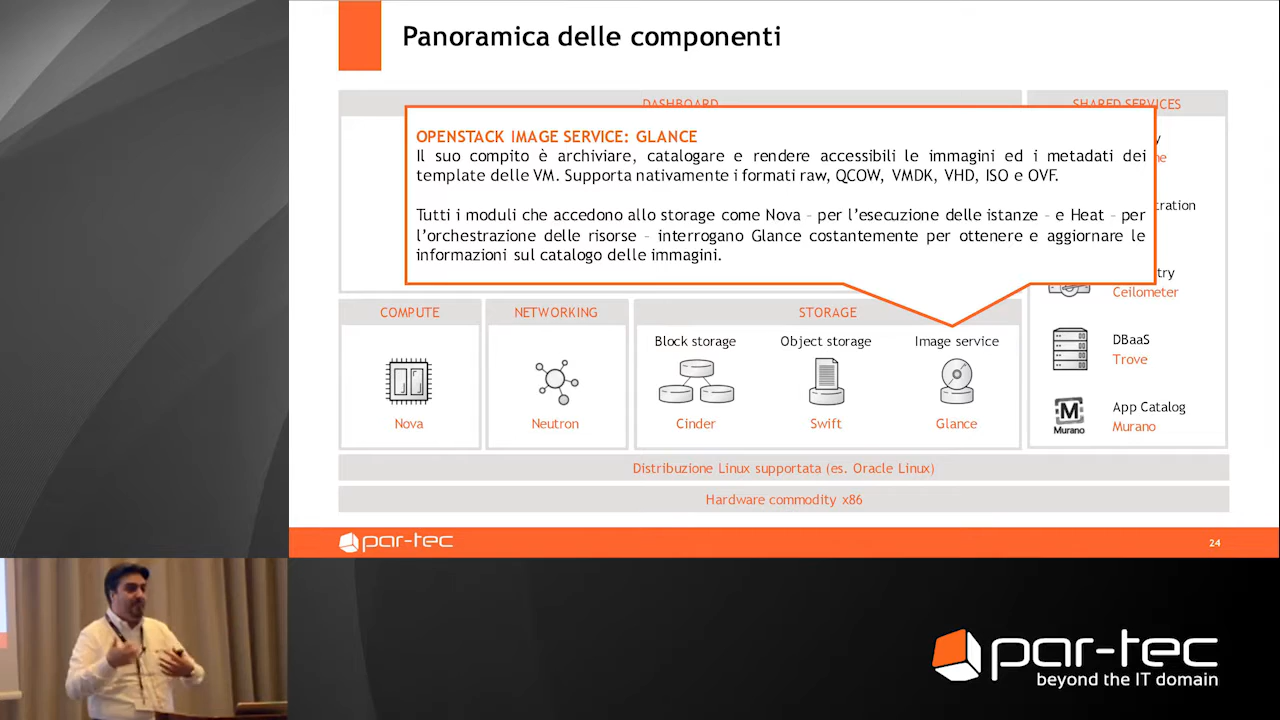 Panoramica delle componenti
DASHBOARD
SHARED SERVICES
OPENSTACK IMAGE SERVICE: GLANCE
Il suo compito è archiviare, catalogare e rendere accessibili le immagini ed i metadati dei
template delle VM. Supporta nativamente i formati raw, QCOW, VMDK, VHD, ISO e OVF.
Tutti i moduli che accedono allo storage come Nova – per l’esecuzione delle istanze – e Heat – per
l’orchestrazione delle risorse – interrogano Glance costantemente per ottenere e aggiornare le
informazioni sul catalogo delle immagini.
Ceilometer
DBaaS
Trove
App Catalog
Murano
Murano
COMPUTE
Nova
NETWORKING
Neutron
STORAGE
Block storage
Cinder
Object storage
Swift
Image service
Glance
Distribuzione Linux supportata (es. Oracle Linux)
Hardware commodity x86
par-tec
24
par-tec
beyond the IT domain